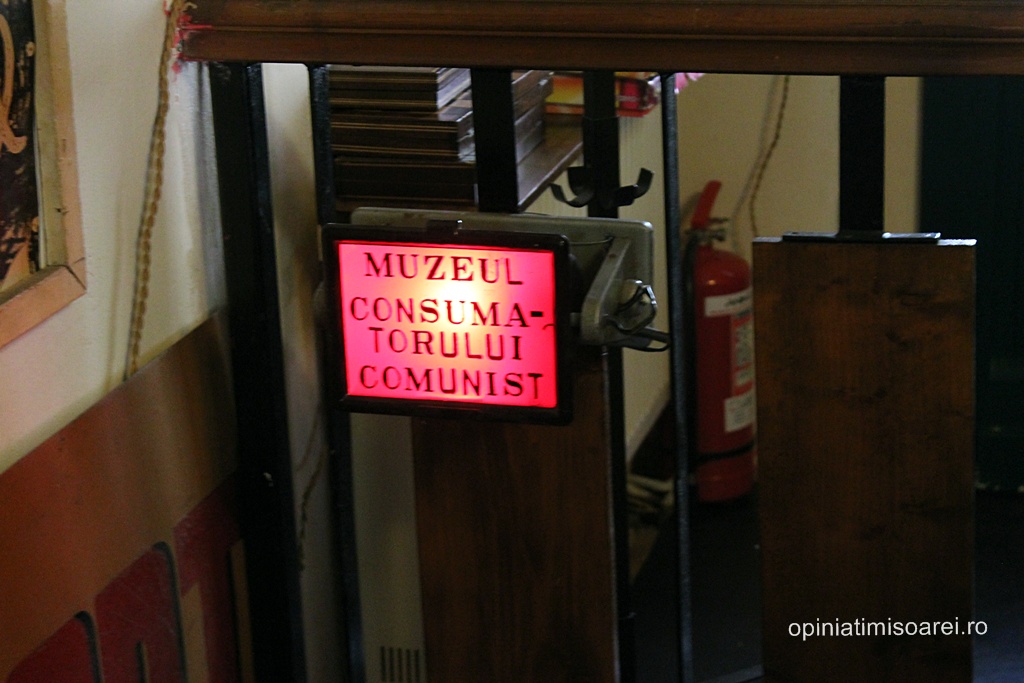 MUZEUL
CONSUMA-
TORULUI
COMUNIST
opiniatimisoarei.ro